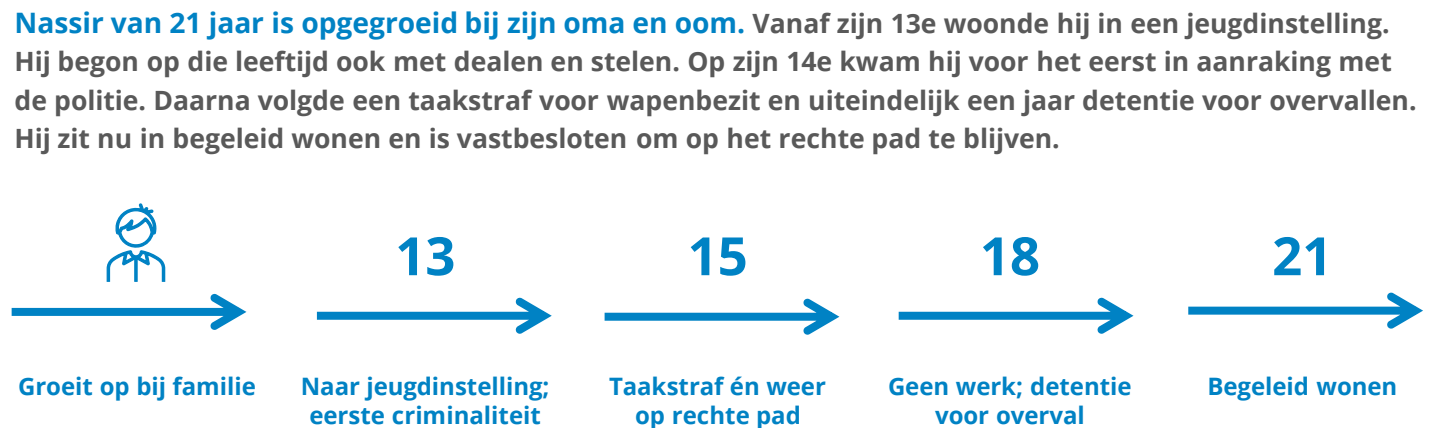 Nassir van 21 jaar is opgegroeid bij zijn oma en oom. Vanaf zijn 13e woonde hij in een jeugdinstelling.
Hij begon op die leeftijd ook met dealen en stelen. Op zijn 14e kwam hij voor het eerst in aanraking met
de politie. Daarna volgde een taakstraf voor wapenbezit en uiteindelijk een jaar detentie voor overvallen.
Hij zit nu in begeleid wonen en is vastbesloten om op het rechte pad te blijven.
13
15
18
21
Groeit op bij familie
Naar jeugdinstelling;
eerste criminaliteit
Taakstraf én weer
op rechte pad
Geen werk; detentie
voor overval
Begeleid wonen